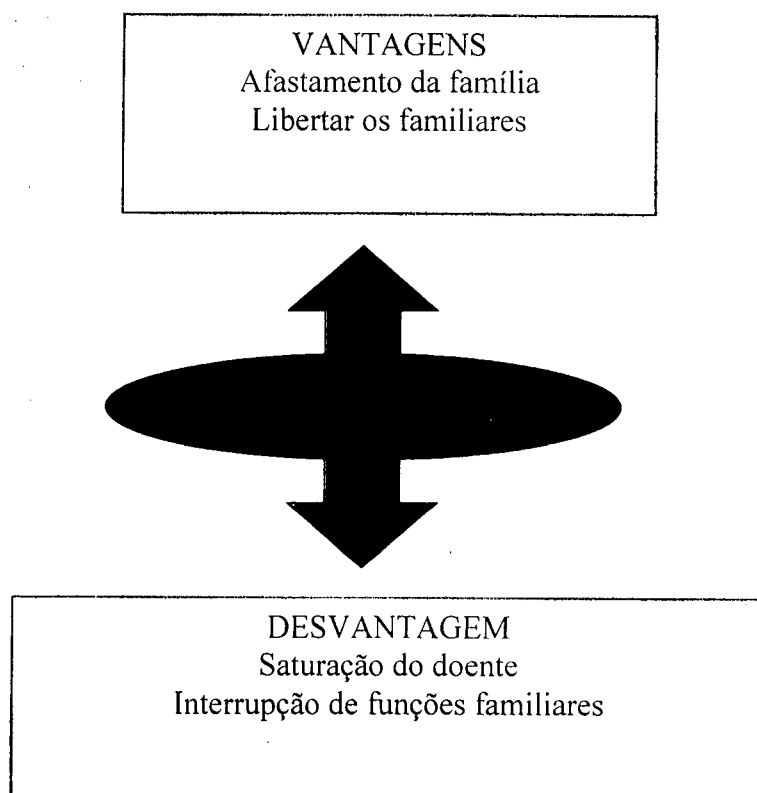 VANTAGENS
Afastamento da família
Libertar os familiares
DESVANTAGEM
Saturação do doente
Interrupção de funções familiares